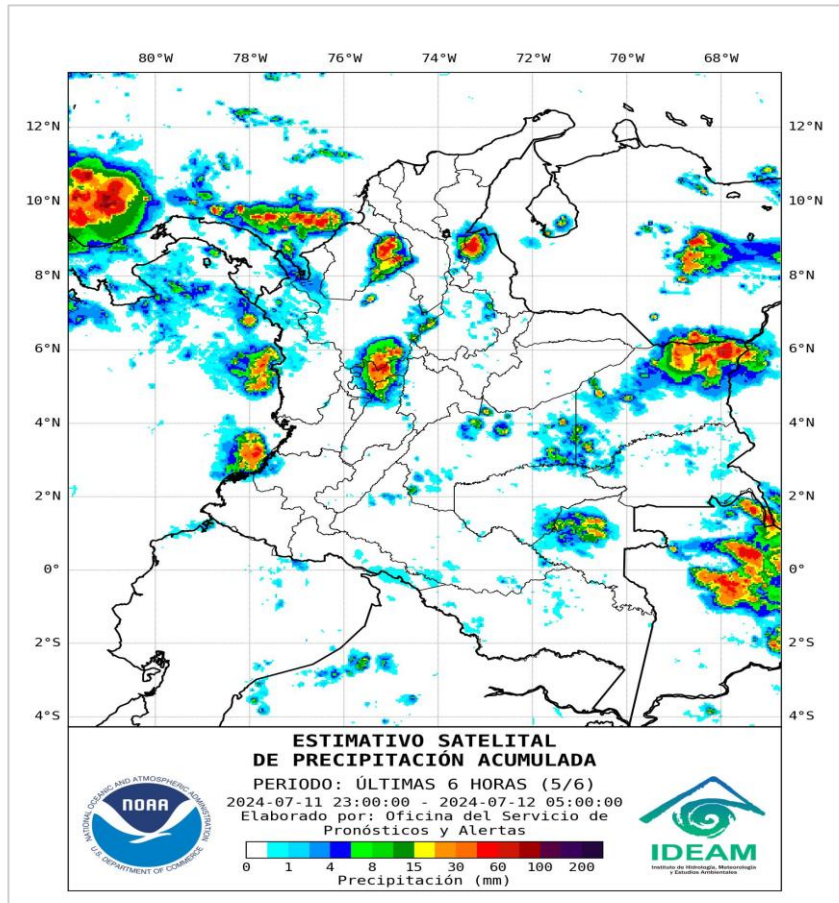 80°W 78°W 76°W 74°W 72°W 70°W 68°W
12°N 12°N
10°N 10°N
8°N 8°N
6°N 6°N
4°N 4°N
2°N 2°N
0° 0°
2°S 2°S
4°S 4°S
ESTIMATIVO SATELITAL
DE PRECIPITACIÓN ACUMULADA
PERIODO: ÚLTIMAS 6 HORAS (5/6)
2024-07-11 23:00:00 - 2024-07-12 05:00:00
Elaborado por: Oficina del Servicio de
Pronósticos y Alertas
0 1 4 8 15 30 60 100 200
Precipitación (mm)
NATIONAL OCEANIC AND ATMOSPHERIC ADMINISTRATION
NOAA
U.S. DEPARTMENT OF COMMERCE
IDEAM
Instituto de Hidrología, Meteorología
y Estudios Ambientales